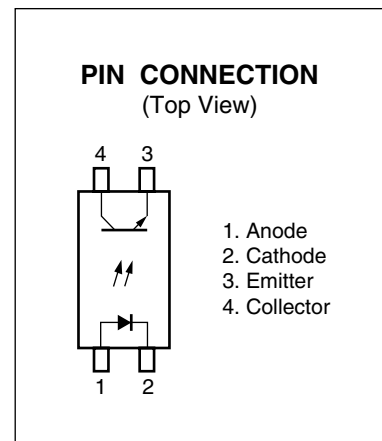 PIN CONNECTION
(Top View)
4 3
1. Anode
2. Cathode
3. Emitter
4. Collector
1 2